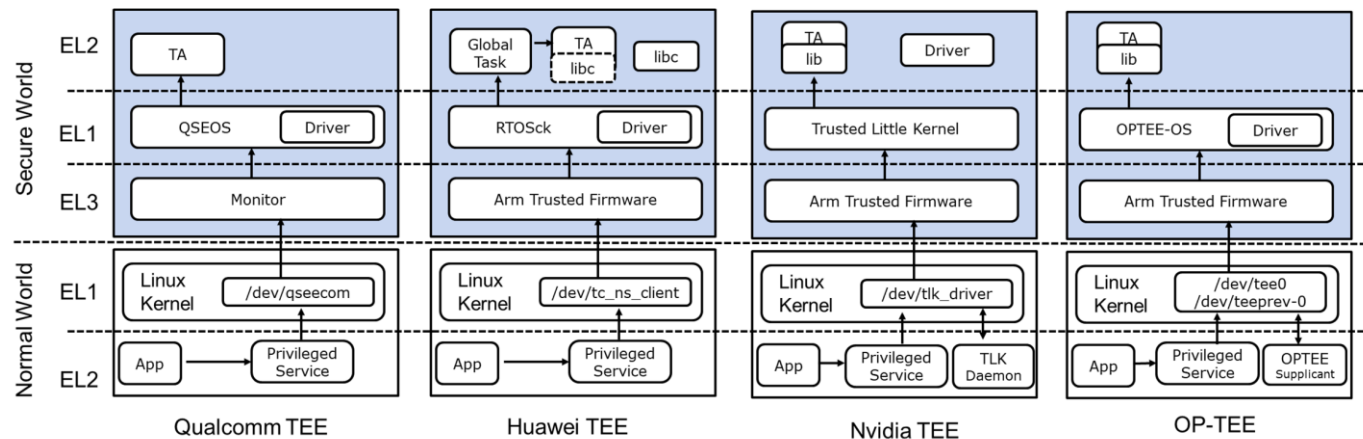 Secure World
EL2
EL1
EL3
Normal World
EL1
EL2
TA
QSEOS
Driver
Monitor
Linux
Kernel
/dev/qseecom
App
Privileged
Service
Qualcomm TEE
Global
Task
TA
libc
libc
RTOSck
Driver
Arm Trusted Firmware
Linux
Kernel
/dev/tc_ns_client
App
Privileged
Service
Huawei TEE
TA
lib
Driver
Trusted Little Kernel
Arm Trusted Firmware
Linux
Kernel
/dev/tlk_driver
App
Privileged
Service
TLK
Daemon
Nvidia TEE
TA
lib
OPTEE-OS
Driver
Arm Trusted Firmware
Linux
Kernel
/dev/tee0
/dev/teeprev-0
App
Privileged
Service
OPTEE
Supplicant
OP-TEE